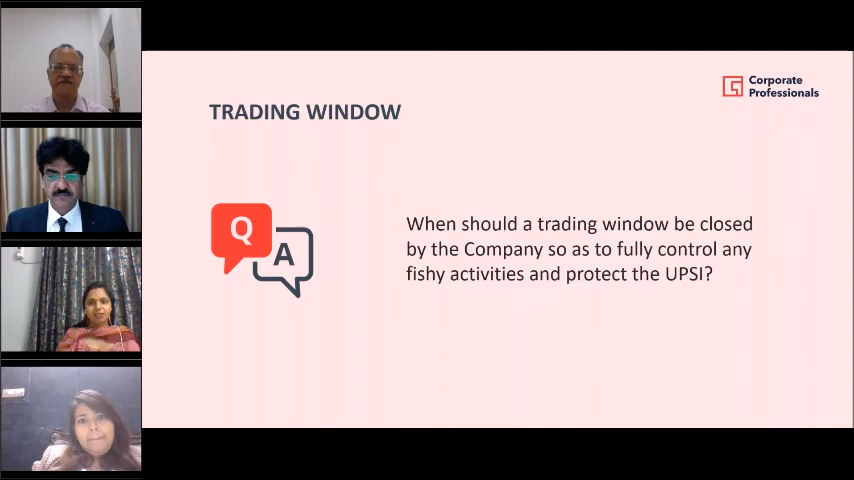 Corporate
Professionals
TRADING WINDOW
Q
A
When should a trading window be closed
by the Company so as to fully control any
fishy activities and protect the UPSI?